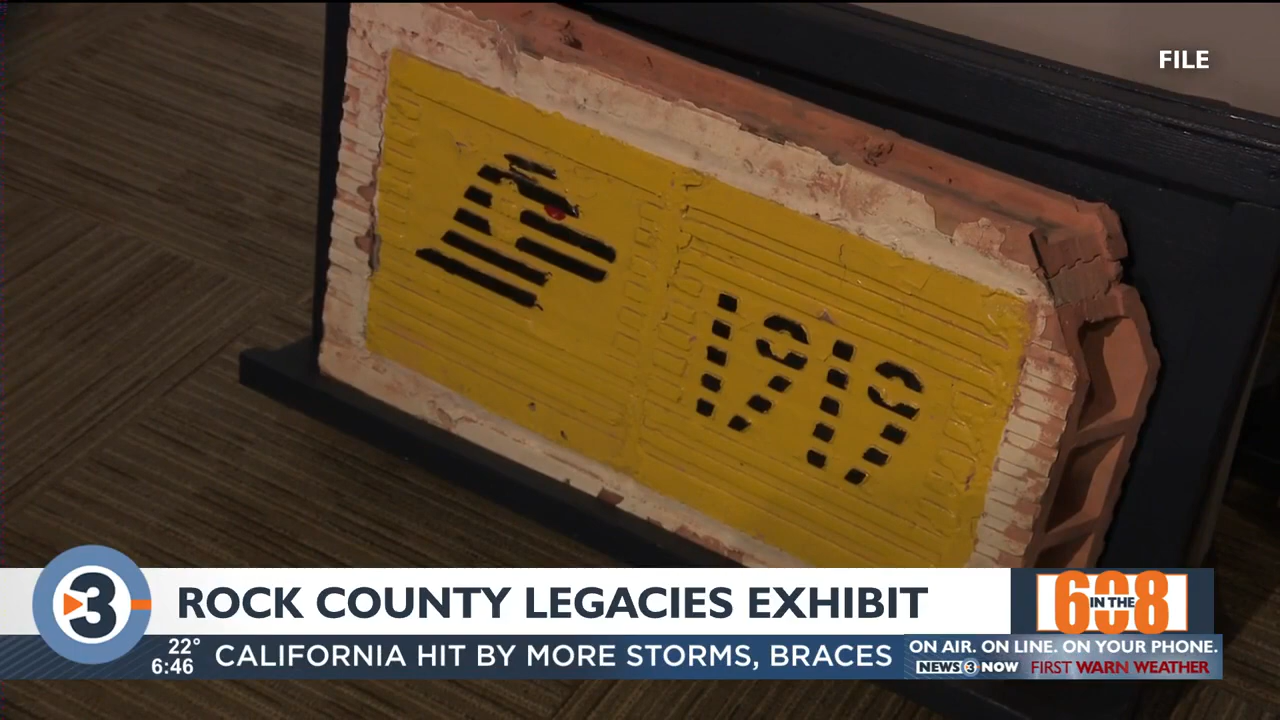 FILE
1919
3
ROCK COUNTY LEGACIES EXHIBIT
608
IN THE
22°
6:46
CALIFORNIA HIT BY MORE STORMS, BRACES
ON AIR. ON LINE. ON YOUR PHONE.
NEWS 3 NOW FIRST WARN WEATHER